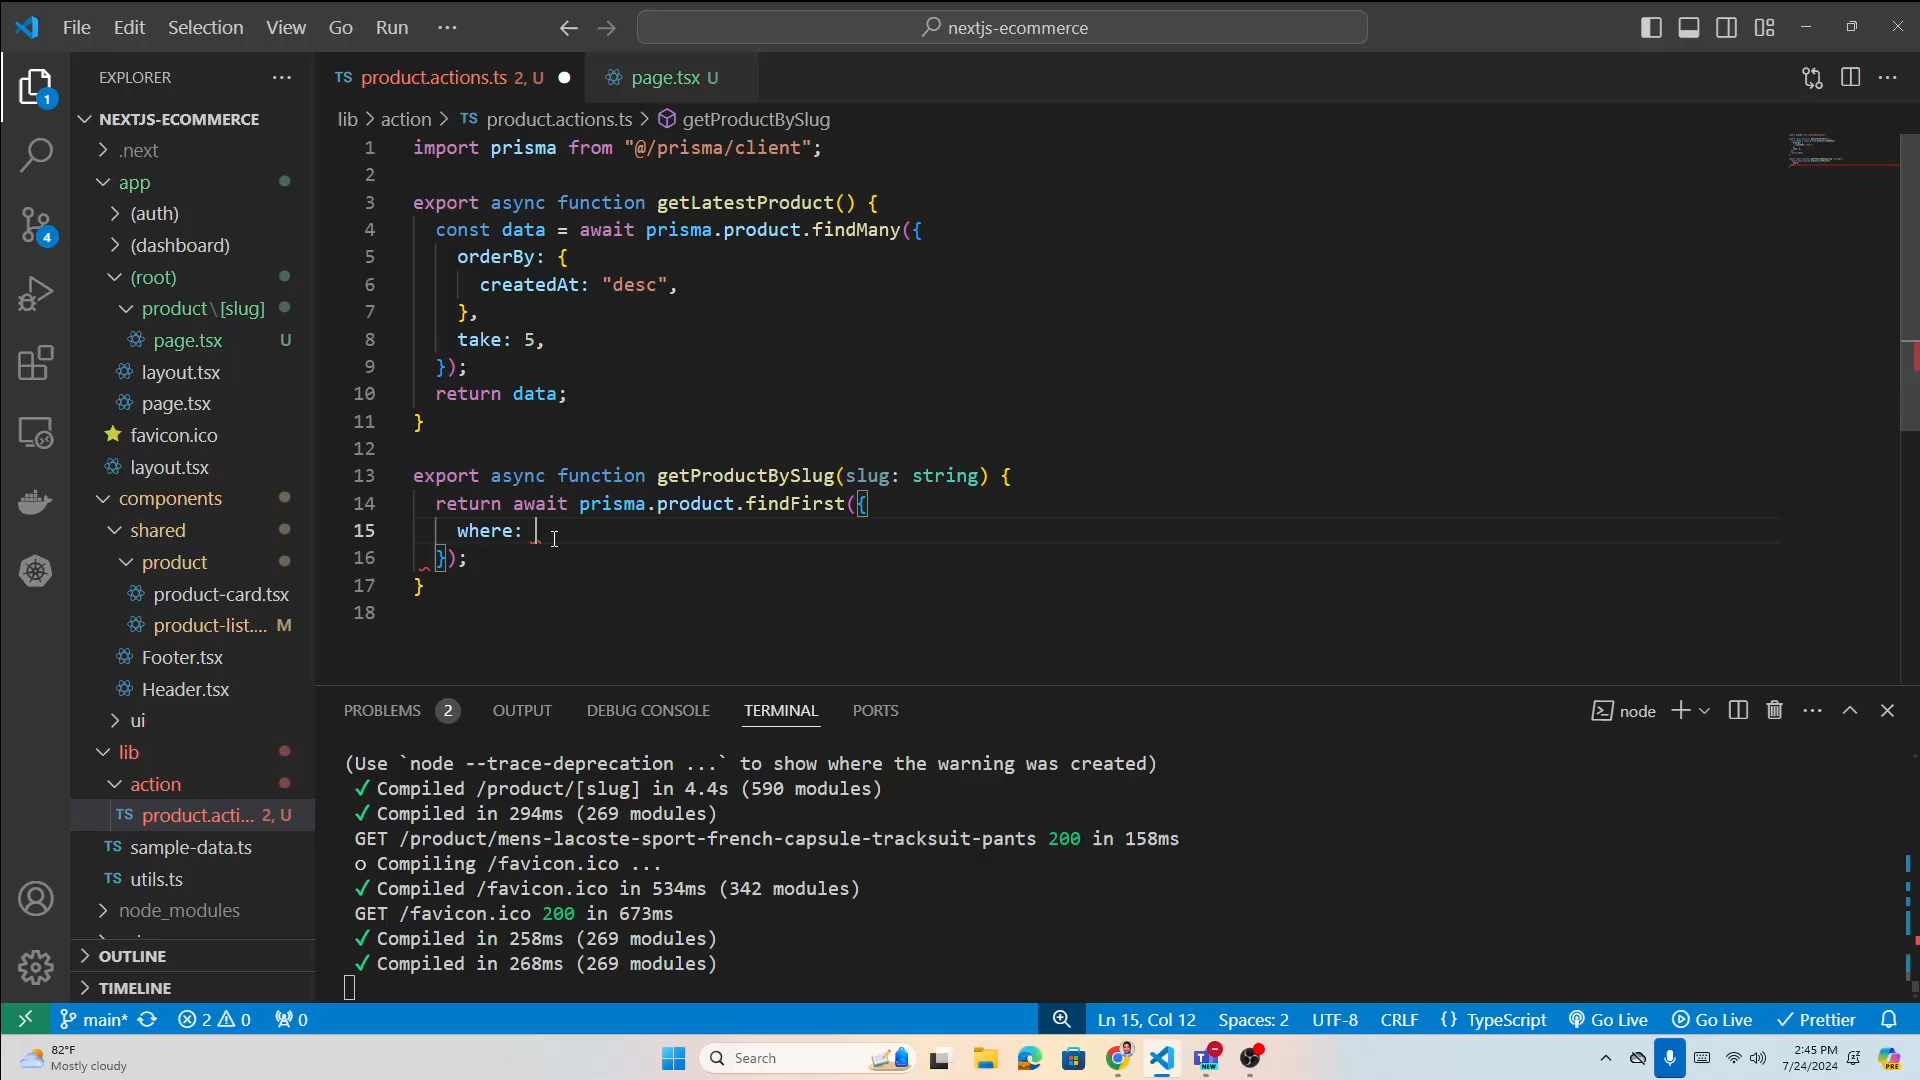 File Edit Selection View Go Run ··· nextjs-ecommerce
EXPLORER ···
NEXTJS-ECOMMERCE
.next
app
(auth)
(dashboard)
(root)
product\[slug]
page.tsx U
layout.tsx
page.tsx
favicon.ico
layout.tsx
components
shared
product
product-card.tsx
product-list.... M
Footer.tsx
Header.tsx
ui
lib
action
TS product.acti... 2, U
TS sample-data.ts
TS utils.ts
node_modules
OUTLINE
TIMELINE
1
4
TS product.actions.ts 2, U page.tsx U
lib > action > TS product.actions.ts > getProductBySlug
1 import prisma from "@/prisma/client";
2
3 export async function getLatestProduct() {
4 const data = await prisma.product.findMany({
5 orderBy: {
6 createdAt: "desc",
7 },
8 take: 5,
9 });
10 return data;
11 }
12
13 export async function getProductBySlug(slug: string) {
14 return await prisma.product.findFirst({
15 where:
16 });
17 }
18
PROBLEMS 2 OUTPUT DEBUG CONSOLE TERMINAL PORTS node
(Use `node --trace-deprecation ...` to show where the warning was created)
✓ Compiled /product/[slug] in 4.4s (590 modules)
✓ Compiled in 294ms (269 modules)
GET /product/mens-lacoste-sport-french-capsule-tracksuit-pants 200 in 158ms
○ Compiling /favicon.ico ...
✓ Compiled /favicon.ico in 534ms (342 modules)
GET /favicon.ico 200 in 673ms
✓ Compiled in 258ms (269 modules)
✓ Compiled in 268ms (269 modules)
main* 2 0 0 Ln 15, Col 12 Spaces: 2 UTF-8 CRLF {} TypeScript Go Live Go Live Prettier
82°F
Mostly cloudy
Search
NEW
2:45 PM
7/24/2024
PRE